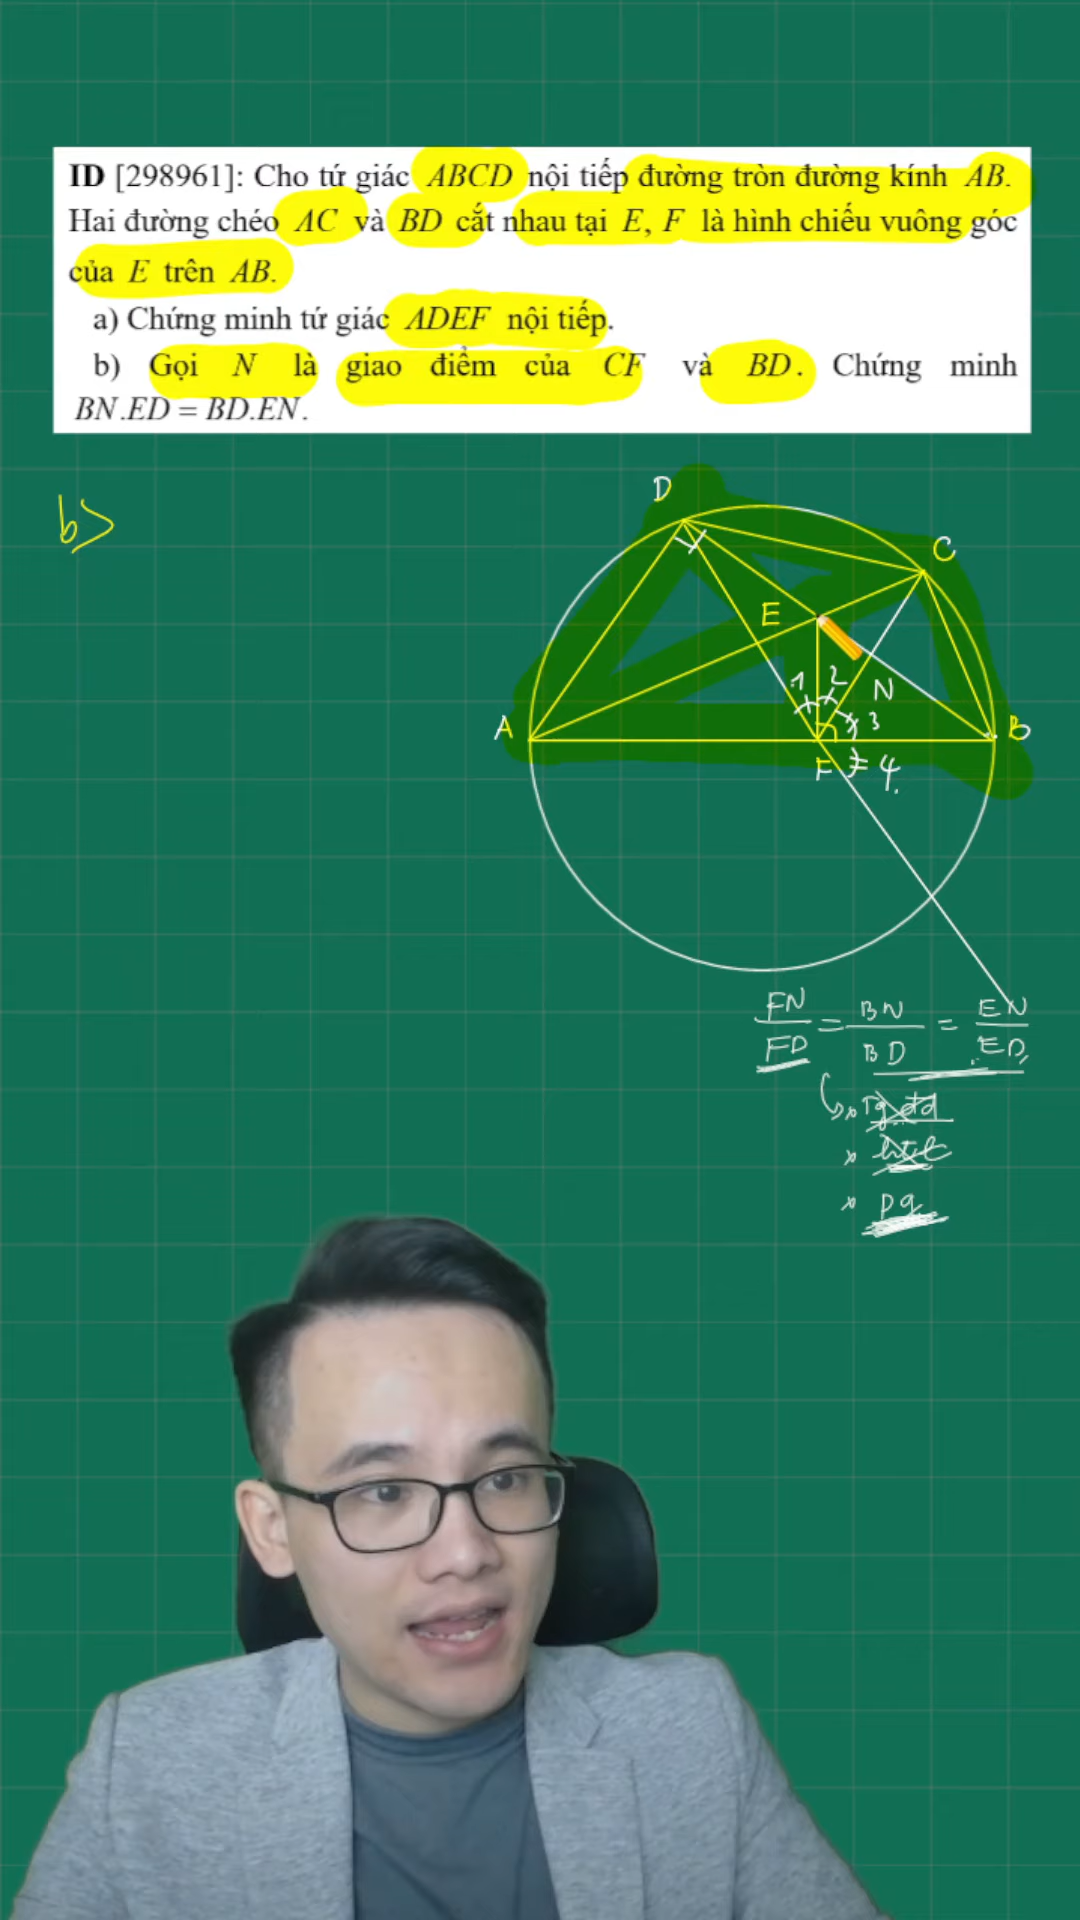 ID [298961]: Cho tứ giác ABCD nội tiếp đường tròn đường kính AB.
Hai đường chéo AC và BD cắt nhau tại E, F là hình chiếu vuông góc
của E trên AB.
a) Chứng minh tứ giác ADEF nội tiếp.
b) Gọi N là giao điểm của CF và BD. Chứng minh
BN.ED = BD.EN.
b>
D
C
E
1 2
N
3
A
B
F
4.
FN/FD = BN/BD = EN/ED
Tg đd
pg